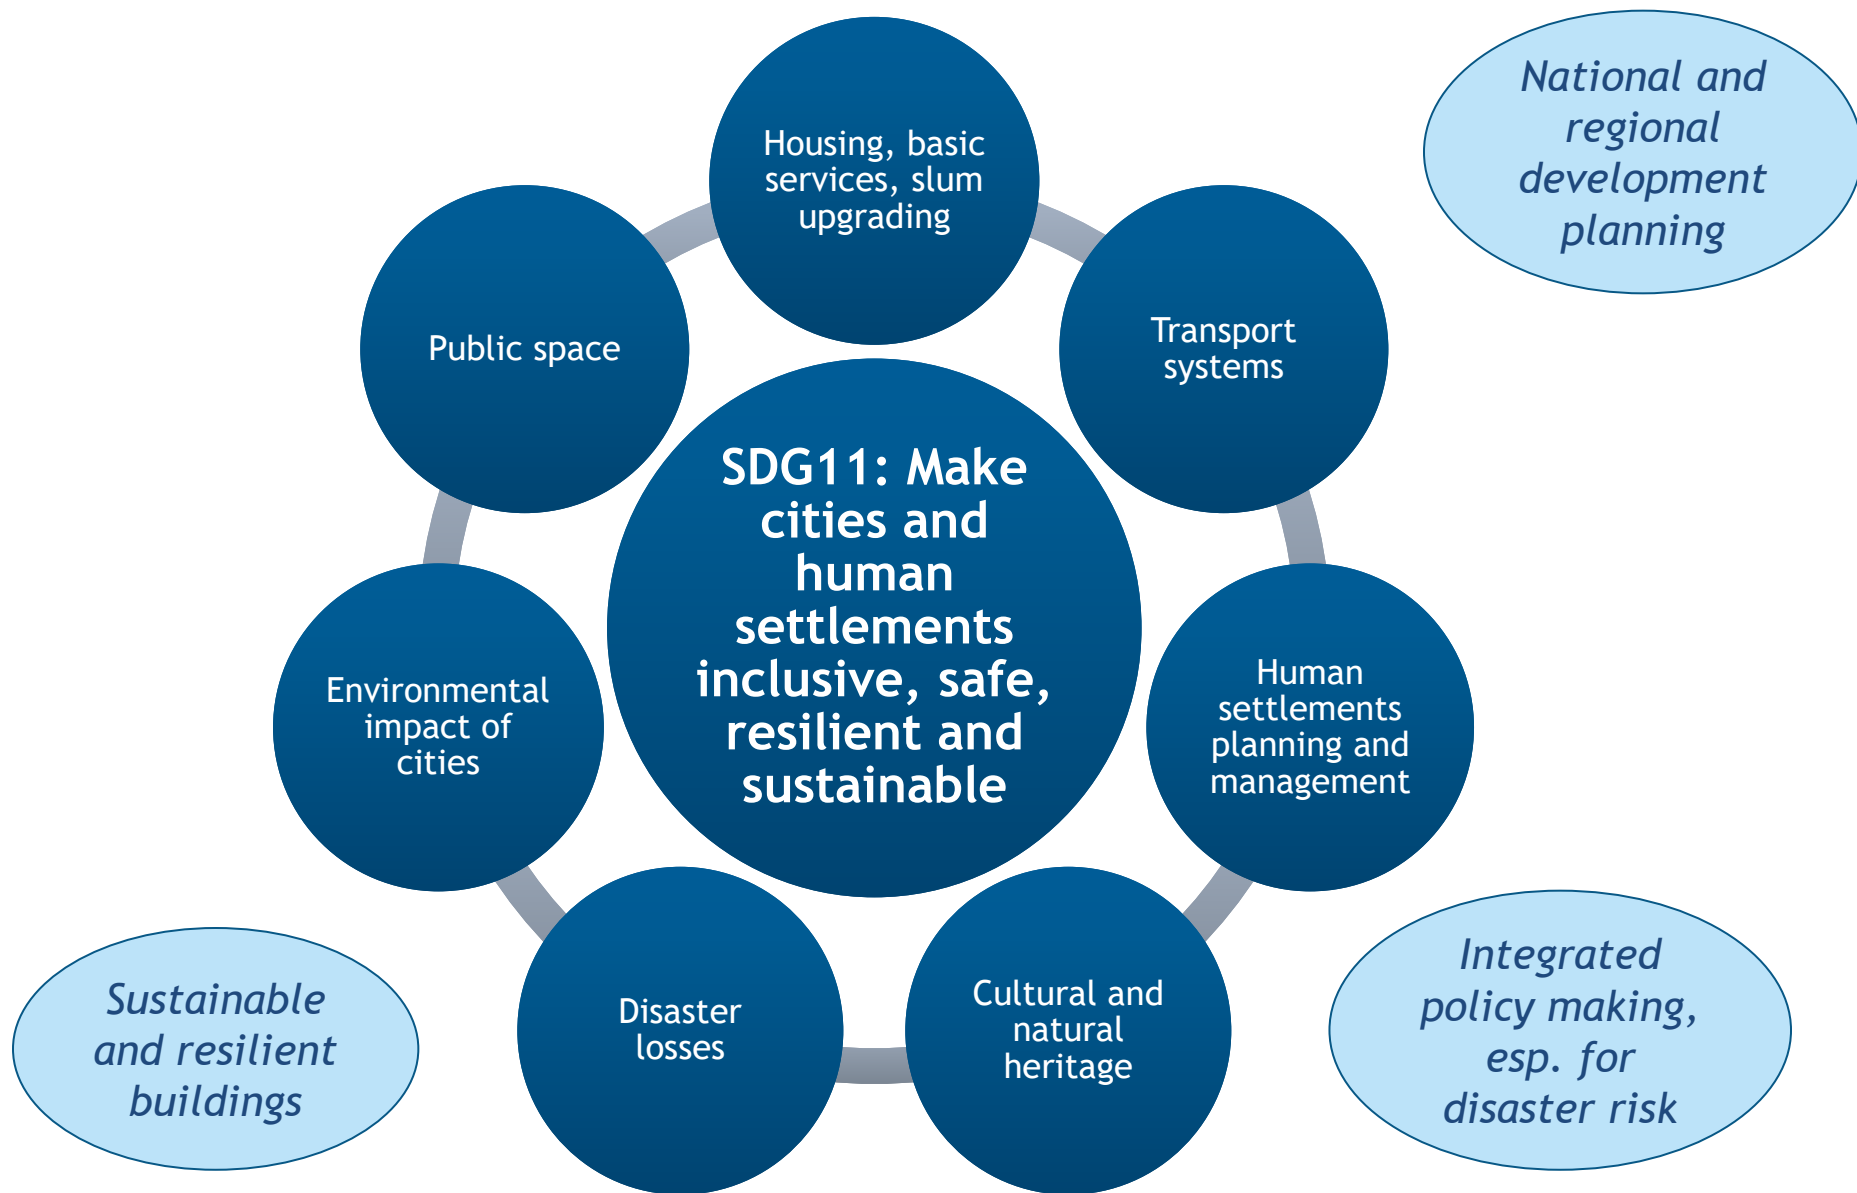 Housing, basic
services, slum
upgrading
Transport
systems
Human
settlements
planning and
management
Cultural and
natural
heritage
Disaster
losses
Environmental
impact of
cities
Public space
SDG11: Make
cities and
human
settlements
inclusive, safe,
resilient and
sustainable
National and
regional
development
planning
Integrated
policy making,
esp. for
disaster risk
Sustainable
and resilient
buildings